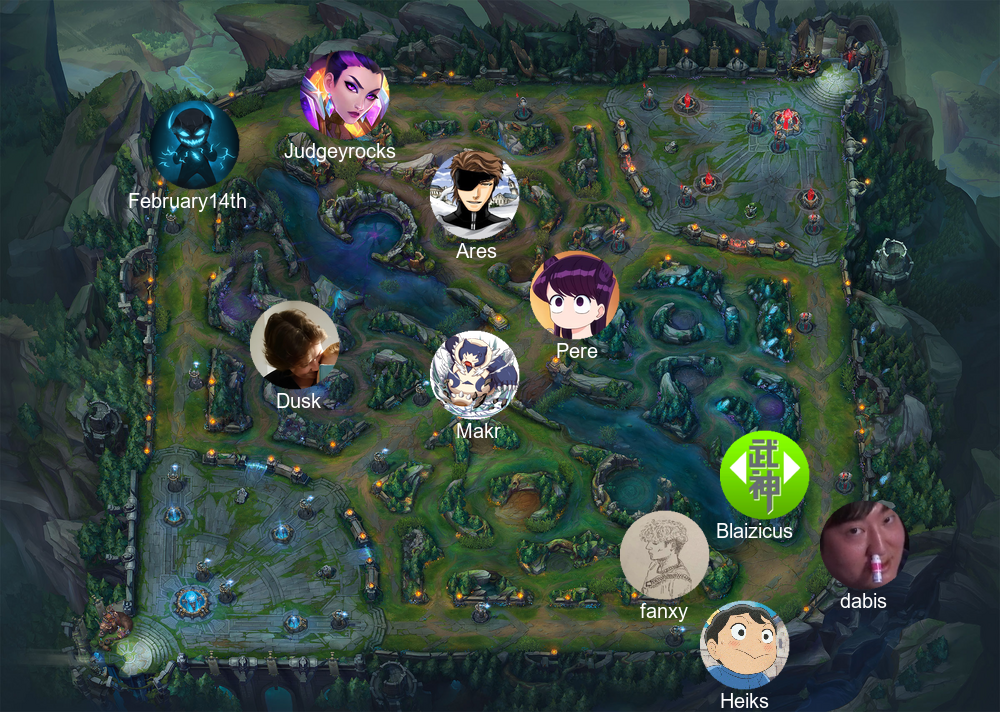 Judgeyrocks
February14th
Ares
Pere
Dusk
Makr
武
神
Blaizicus
dabis
fanxy
Heiks